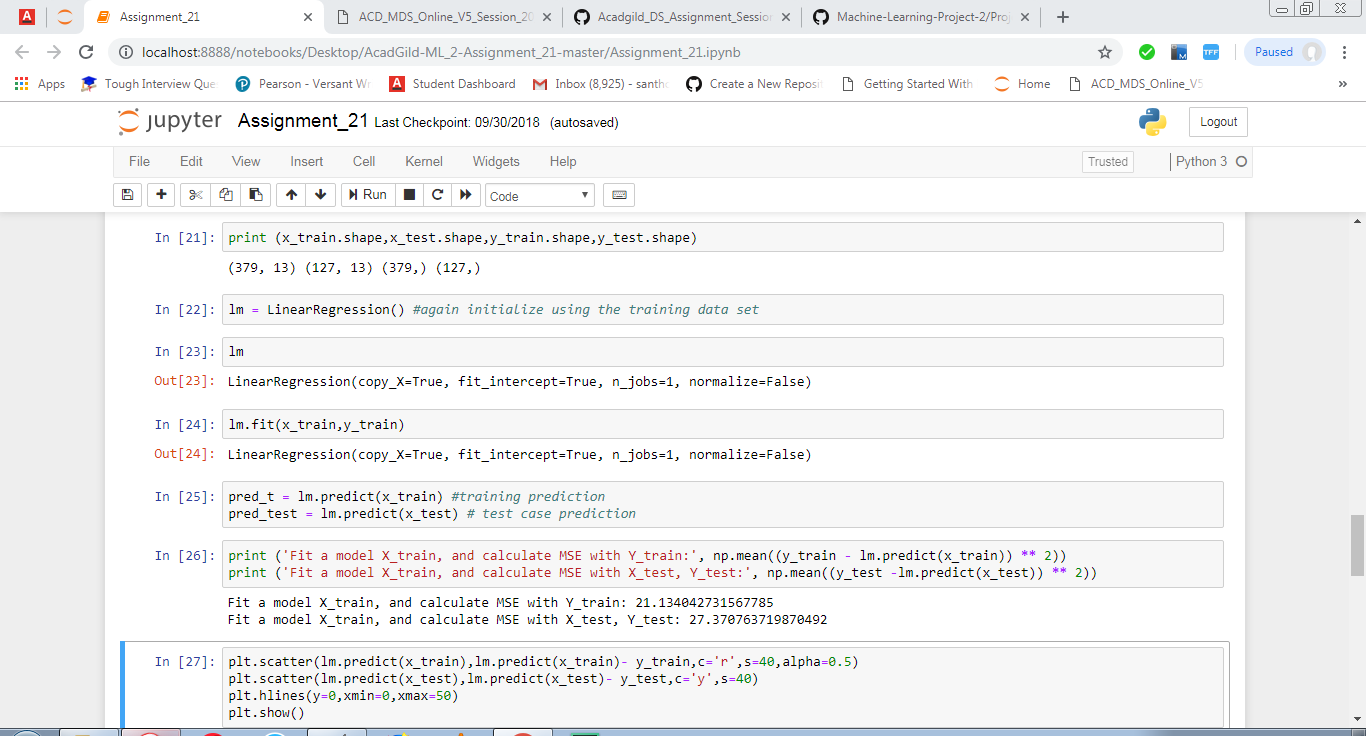 Assignment_21
ACD_MDS_Online_V5_Session_20
Acadgild_DS_Assignment_Session
Machine-Learning-Project-2/Proj
localhost:8888/notebooks/Desktop/AcadGild-ML_2-Assignment_21-master/Assignment_21.ipynb
TFF
Paused
Apps
Tough Interview Que
Pearson - Versant Wr
Student Dashboard
Inbox (8,925) - santh
Create a New Reposi
Getting Started With
Home
ACD_MDS_Online_V5
»
jupyter Assignment_21 Last Checkpoint: 09/30/2018 (autosaved)
Logout
File Edit View Insert Cell Kernel Widgets Help
Trusted
Python 3
Run
Code
In [21]: print (x_train.shape,x_test.shape,y_train.shape,y_test.shape)
(379, 13) (127, 13) (379,) (127,)
In [22]: lm = LinearRegression() #again initialize using the training data set
In [23]: lm
Out[23]: LinearRegression(copy_X=True, fit_intercept=True, n_jobs=1, normalize=False)
In [24]: lm.fit(x_train,y_train)
Out[24]: LinearRegression(copy_X=True, fit_intercept=True, n_jobs=1, normalize=False)
In [25]: pred_t = lm.predict(x_train) #training prediction
pred_test = lm.predict(x_test) # test case prediction
In [26]: print ('Fit a model X_train, and calculate MSE with Y_train:', np.mean((y_train - lm.predict(x_train)) ** 2))
print ('Fit a model X_train, and calculate MSE with X_test, Y_test:', np.mean((y_test -lm.predict(x_test)) ** 2))
Fit a model X_train, and calculate MSE with Y_train: 21.134042731567785
Fit a model X_train, and calculate MSE with X_test, Y_test: 27.370763719870492
In [27]: plt.scatter(lm.predict(x_train),lm.predict(x_train)- y_train,c='r',s=40,alpha=0.5)
plt.scatter(lm.predict(x_test),lm.predict(x_test)- y_test,c='y',s=40)
plt.hlines(y=0,xmin=0,xmax=50)
plt.show()